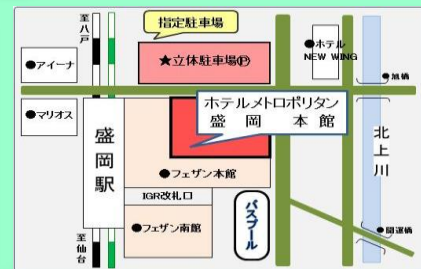 至八戸
指定駐車場
●アイーナ
★立体駐車場Ⓟ
●ホテル
NEW WING
●旭橋
●マリオス
ホテルメトロポリタン
盛岡 本館
盛岡駅
北上川
●フェザン本館
IGR改札口
●フェザン南館
バスプール
●開運橋
至仙台